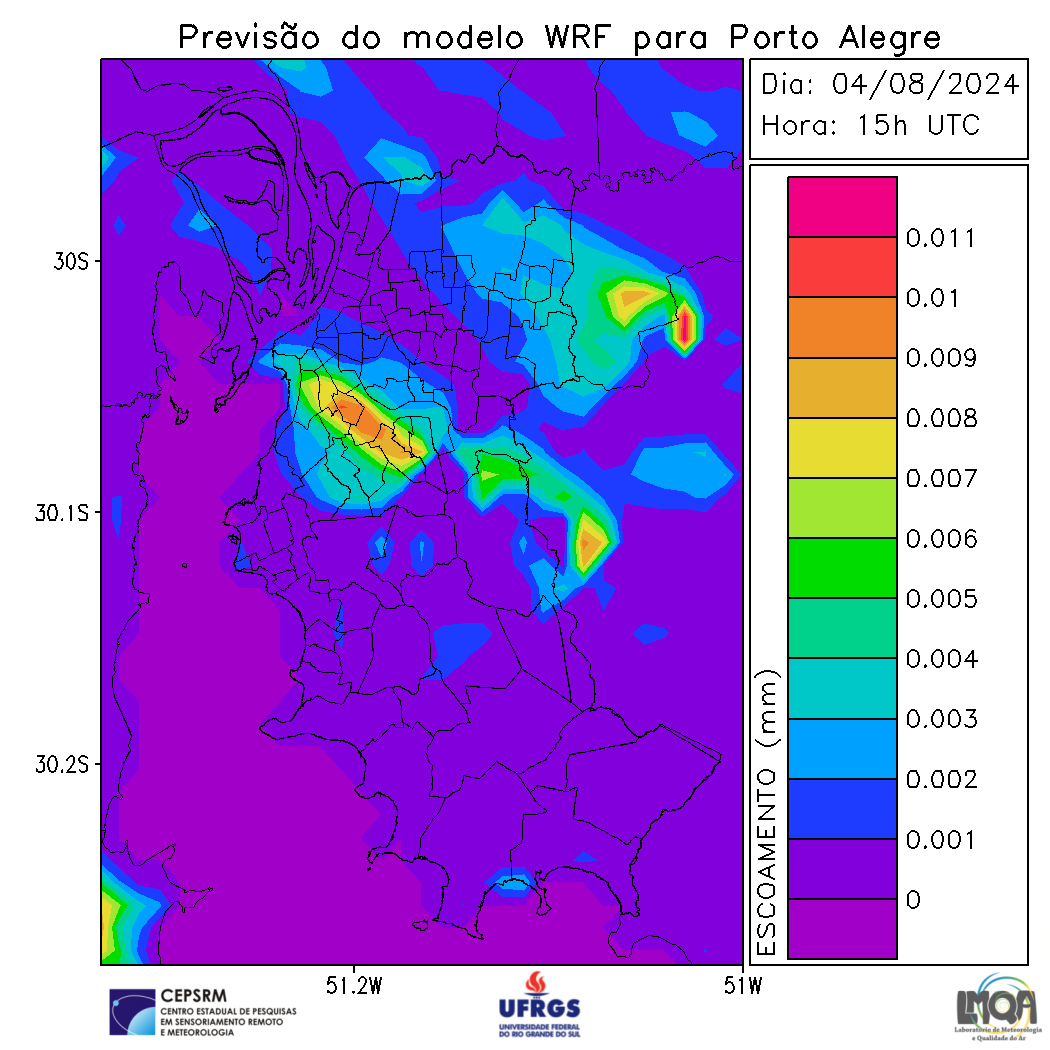 Previsão do modelo WRF para Porto Alegre
Dia: 04/08/2024
Hora: 15h UTC
30S
30.1S
30.2S
51.2W
51W
ESCOAMENTO (mm)
0.011
0.01
0.009
0.008
0.007
0.006
0.005
0.004
0.003
0.002
0.001
0
CEPSRM
CENTRO ESTADUAL DE PESQUISAS
EM SENSORIAMENTO REMOTO
E METEOROLOGIA
UFRGS
UNIVERSIDADE FEDERAL
DO RIO GRANDE DO SUL
LMQA
Laboratório de Meteorologia
e Qualidade do Ar